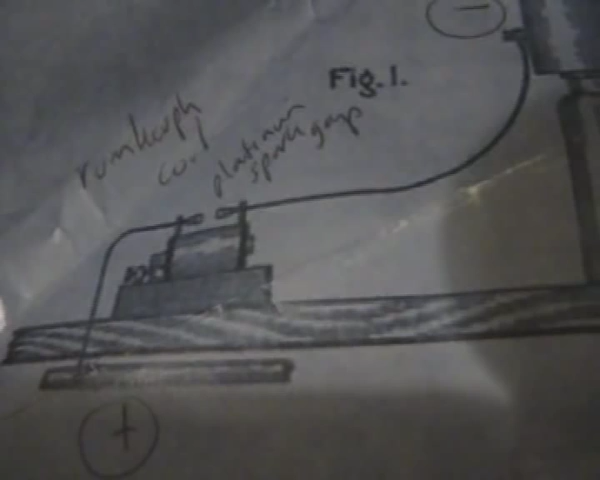 −
Fig. 1.
rumkorph
coil
platinum
spark gap
+